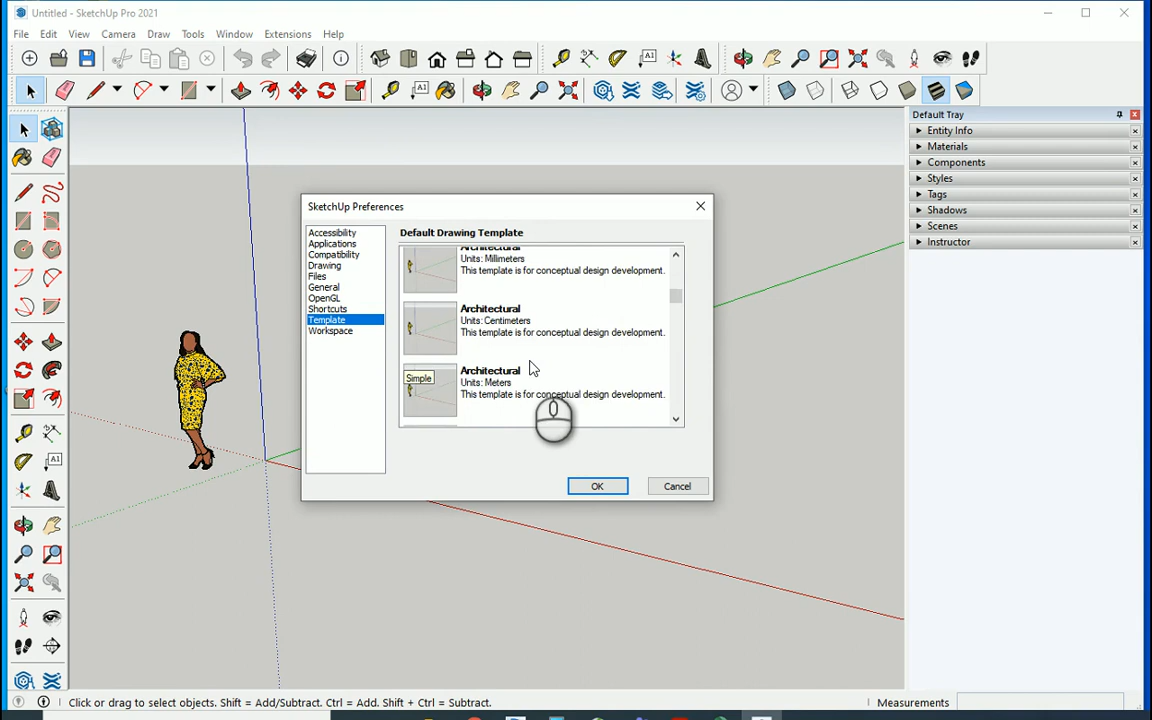 Untitled - SketchUp Pro 2021
File Edit View Camera Draw Tools Window Extensions Help
A1
A1
Default Tray
Entity Info
Materials
Components
Styles
Tags
Shadows
Scenes
Instructor
SketchUp Preferences
Accessibility
Applications
Compatibility
Drawing
Files
General
OpenGL
Shortcuts
Template
Workspace
Default Drawing Template
Architectural
Units: Millimeters
This template is for conceptual design development.
Architectural
Units: Centimeters
This template is for conceptual design development.
Simple
Architectural
Units: Meters
This template is for conceptual design development.
OK Cancel
A1
Click or drag to select objects. Shift = Add/Subtract. Ctrl = Add. Shift + Ctrl = Subtract.
Measurements